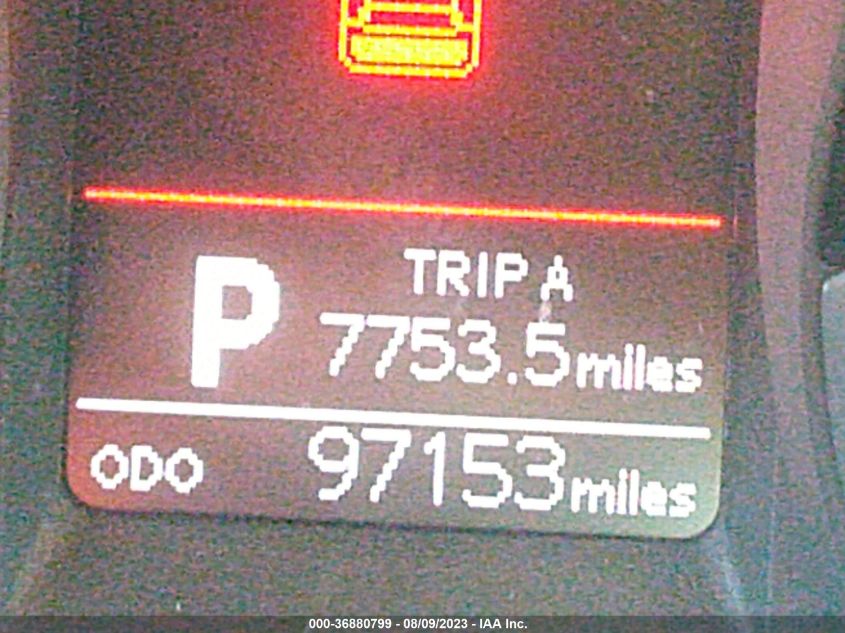 TRIP A
P 7753.5 miles
ODO 97153 miles
000-36880799 - 08/09/2023 - IAA Inc.